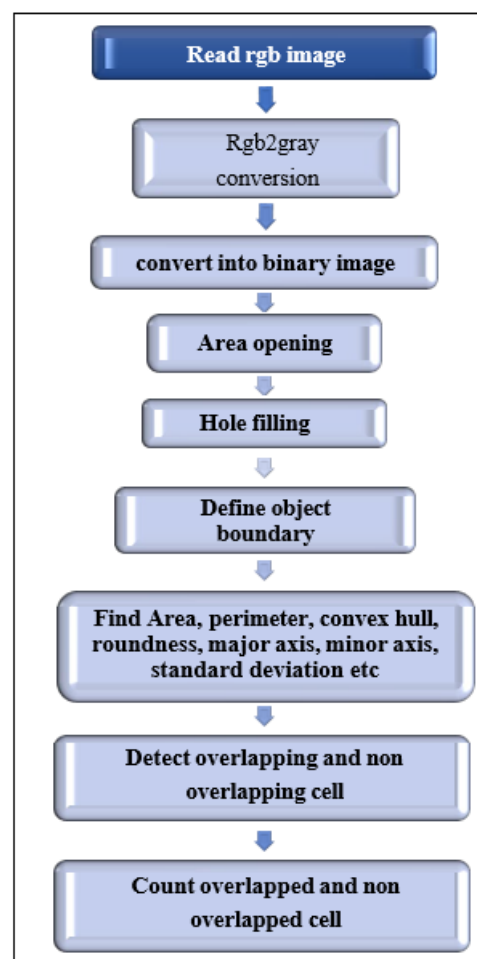 Read rgb image
Rgb2gray
conversion
convert into binary image
Area opening
Hole filling
Define object
boundary
Find Area, perimeter, convex hull,
roundness, major axis, minor axis,
standard deviation etc
Detect overlapping and non
overlapping cell
Count overlapped and non
overlapped cell